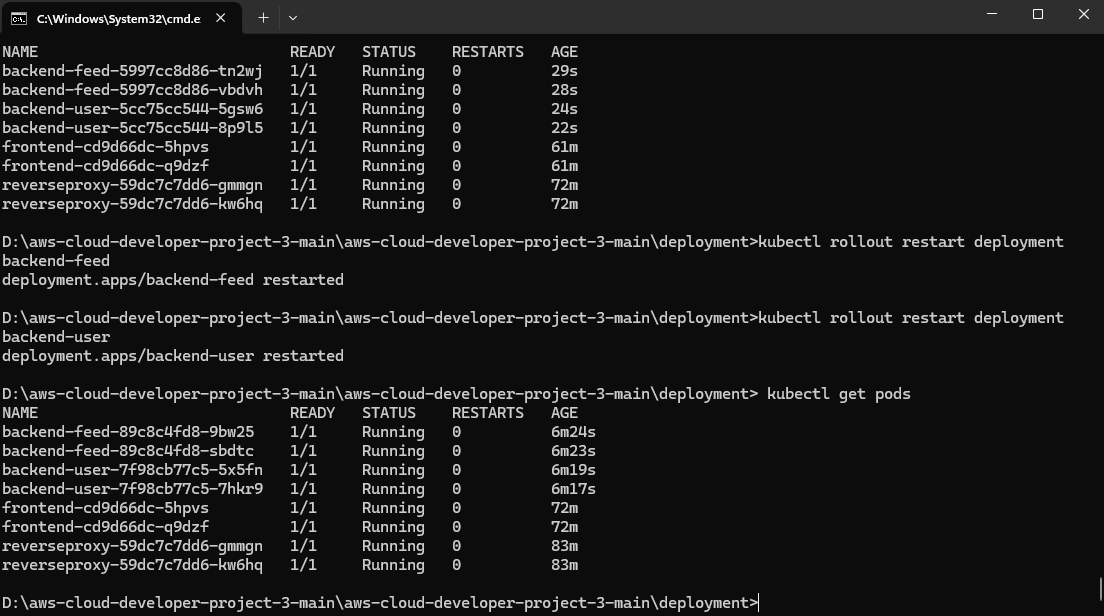 C:\Windows\System32\cmd.e
NAME READY STATUS RESTARTS AGE
backend-feed-5997cc8d86-tn2wj 1/1 Running 0 29s
backend-feed-5997cc8d86-vbdvh 1/1 Running 0 28s
backend-user-5cc75cc544-5gsw6 1/1 Running 0 24s
backend-user-5cc75cc544-8p9l5 1/1 Running 0 22s
frontend-cd9d66dc-5hpvs 1/1 Running 0 61m
frontend-cd9d66dc-q9dzf 1/1 Running 0 61m
reverseproxy-59dc7c7dd6-gmmgn 1/1 Running 0 72m
reverseproxy-59dc7c7dd6-kw6hq 1/1 Running 0 72m
D:\aws-cloud-developer-project-3-main\aws-cloud-developer-project-3-main\deployment>kubectl rollout restart deployment
backend-feed
deployment.apps/backend-feed restarted
D:\aws-cloud-developer-project-3-main\aws-cloud-developer-project-3-main\deployment>kubectl rollout restart deployment
backend-user
deployment.apps/backend-user restarted
D:\aws-cloud-developer-project-3-main\aws-cloud-developer-project-3-main\deployment> kubectl get pods
NAME READY STATUS RESTARTS AGE
backend-feed-89c8c4fd8-9bw25 1/1 Running 0 6m24s
backend-feed-89c8c4fd8-sbdtc 1/1 Running 0 6m23s
backend-user-7f98cb77c5-5x5fn 1/1 Running 0 6m19s
backend-user-7f98cb77c5-7hkr9 1/1 Running 0 6m17s
frontend-cd9d66dc-5hpvs 1/1 Running 0 72m
frontend-cd9d66dc-q9dzf 1/1 Running 0 72m
reverseproxy-59dc7c7dd6-gmmgn 1/1 Running 0 83m
reverseproxy-59dc7c7dd6-kw6hq 1/1 Running 0 83m
D:\aws-cloud-developer-project-3-main\aws-cloud-developer-project-3-main\deployment>